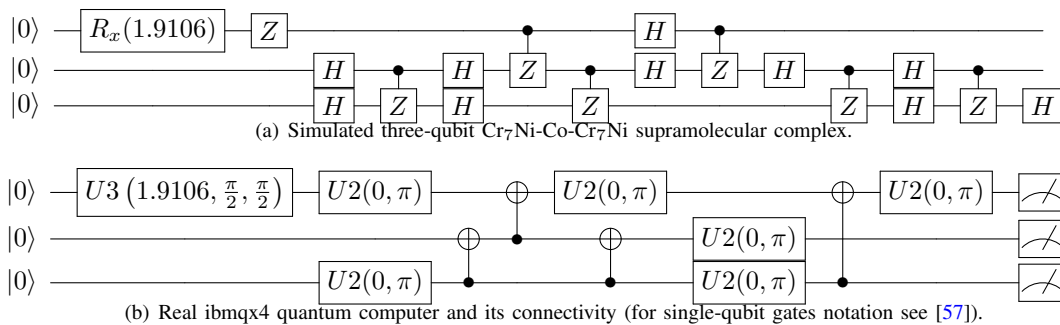 |0⟩ R_x(1.9106) Z H
|0⟩ H H Z H Z H H
|0⟩ H Z H Z Z H Z H
(a) Simulated three-qubit Cr₇Ni-Co-Cr₇Ni supramolecular complex.
|0⟩ U3 (1.9106, π/2, π/2) U2(0, π) U2(0, π) U2(0, π)
|0⟩ U2(0, π)
|0⟩ U2(0, π) U2(0, π)
(b) Real ibmqx4 quantum computer and its connectivity (for single-qubit gates notation see [57]).